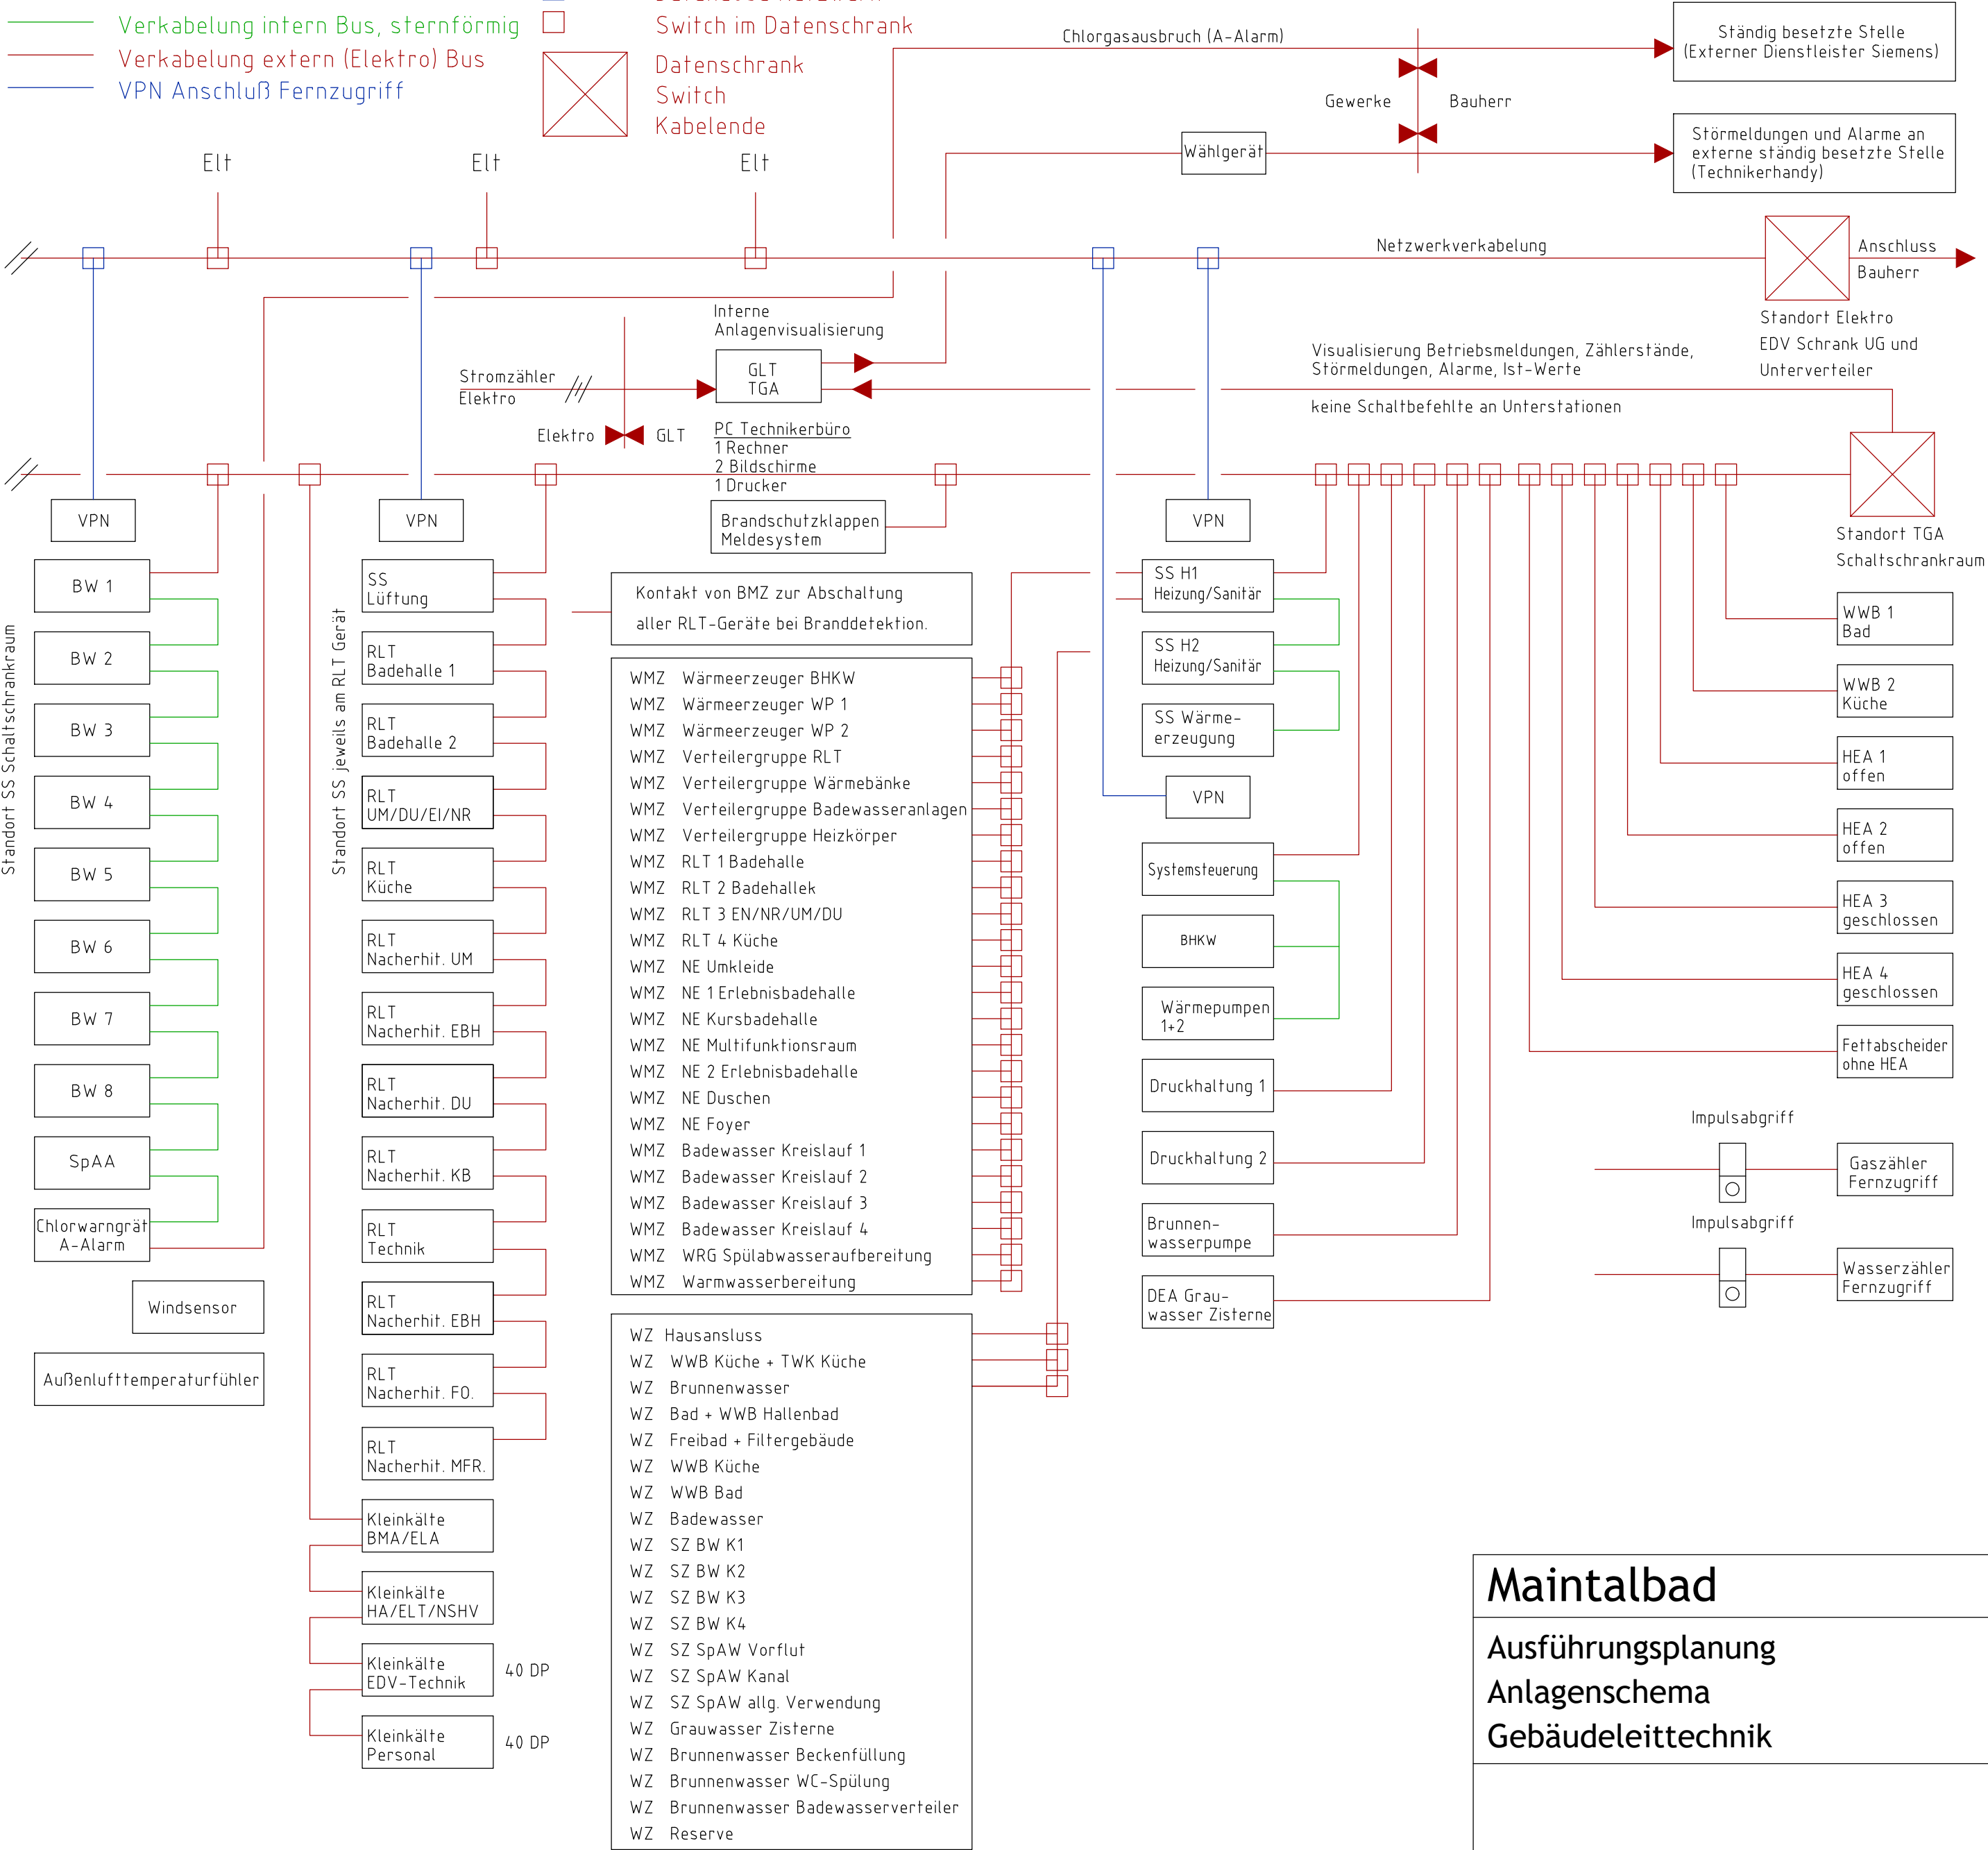 Verkabelung intern Bus, sternförmig
Verkabelung extern (Elektro) Bus
VPN Anschluß Fernzugriff
Switch im Datenschrank
Datenschrank
Switch
Kabelende
Chlorgasausbruch (A-Alarm)
Ständig besetzte Stelle
(Externer Dienstleister Siemens)
Gewerke
Bauherr
Wählgerät
Störmeldungen und Alarme an
externe ständig besetzte Stelle
(Technikerhandy)
Elt
Elt
Elt
Netzwerkverkabelung
Anschluss
Bauherr
Standort Elektro
EDV Schrank UG und
Unterverteiler
Interne
Anlagenvisualisierung
GLT
TGA
Stromzähler
Elektro
Elektro
GLT
PC Technikerbüro
1 Rechner
2 Bildschirme
1 Drucker
Visualisierung Betriebsmeldungen, Zählerstände,
Störmeldungen, Alarme, Ist-Werte
keine Schaltbefehlte an Unterstationen
Standort TGA
Schaltschrankraum
VPN
VPN
Brandschutzklappen
Meldesystem
VPN
Standort SS Schaltschrankraum
BW 1
BW 2
BW 3
BW 4
BW 5
BW 6
BW 7
BW 8
SpAA
Chlorwarngrät
A-Alarm
Windsensor
Außenlufttemperaturfühler
Standort SS jeweils am RLT Gerät
SS
Lüftung
RLT
Badehalle 1
RLT
Badehalle 2
RLT
UM/DU/EI/NR
RLT
Küche
RLT
Nacherhit. UM
RLT
Nacherhit. EBH
RLT
Nacherhit. DU
RLT
Nacherhit. KB
RLT
Technik
RLT
Nacherhit. EBH
RLT
Nacherhit. FO.
RLT
Nacherhit. MFR.
Kleinkälte
BMA/ELA
Kleinkälte
HA/ELT/NSHV
Kleinkälte
EDV-Technik
40 DP
Kleinkälte
Personal
40 DP
Kontakt von BMZ zur Abschaltung
aller RLT-Geräte bei Branddetektion.
WMZ Wärmeerzeuger BHKW
WMZ Wärmeerzeuger WP 1
WMZ Wärmeerzeuger WP 2
WMZ Verteilergruppe RLT
WMZ Verteilergruppe Wärmebänke
WMZ Verteilergruppe Badewasseranlagen
WMZ Verteilergruppe Heizkörper
WMZ RLT 1 Badehalle
WMZ RLT 2 Badehallek
WMZ RLT 3 EN/NR/UM/DU
WMZ RLT 4 Küche
WMZ NE Umkleide
WMZ NE 1 Erlebnisbadehalle
WMZ NE Kursbadehalle
WMZ NE Multifunktionsraum
WMZ NE 2 Erlebnisbadehalle
WMZ NE Duschen
WMZ NE Foyer
WMZ Badewasser Kreislauf 1
WMZ Badewasser Kreislauf 2
WMZ Badewasser Kreislauf 3
WMZ Badewasser Kreislauf 4
WMZ WRG Spülabwasseraufbereitung
WMZ Warmwasserbereitung
WZ Hausansluss
WZ WWB Küche + TWK Küche
WZ Brunnenwasser
WZ Bad + WWB Hallenbad
WZ Freibad + Filtergebäude
WZ WWB Küche
WZ WWB Bad
WZ Badewasser
WZ SZ BW K1
WZ SZ BW K2
WZ SZ BW K3
WZ SZ BW K4
WZ SZ SpAW Vorflut
WZ SZ SpAW Kanal
WZ SZ SpAW allg. Verwendung
WZ Grauwasser Zisterne
WZ Brunnenwasser Beckenfüllung
WZ Brunnenwasser WC-Spülung
WZ Brunnenwasser Badewasserverteiler
WZ Reserve
SS H1
Heizung/Sanitär
SS H2
Heizung/Sanitär
SS Wärme-
erzeugung
VPN
Systemsteuerung
BHKW
Wärmepumpen
1+2
Druckhaltung 1
Druckhaltung 2
Brunnen-
wasserpumpe
DEA Grau-
wasser Zisterne
WWB 1
Bad
WWB 2
Küche
HEA 1
offen
HEA 2
offen
HEA 3
geschlossen
HEA 4
geschlossen
Fettabscheider
ohne HEA
Impulsabgriff
Gaszähler
Fernzugriff
Impulsabgriff
Wasserzähler
Fernzugriff
Maintalbad
Ausführungsplanung
Anlagenschema
Gebäudeleittechnik